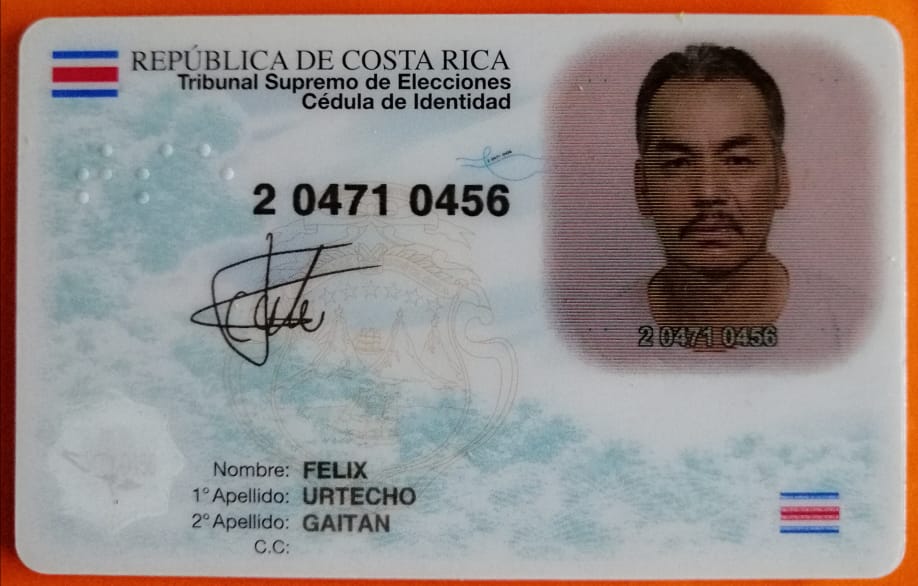 REPÚBLICA DE COSTA RICA
Tribunal Supremo de Elecciones
Cédula de Identidad
2 0471 0456
2 0471 0456
Nombre: FELIX
1° Apellido: URTECHO
2° Apellido: GAITAN
C.C: